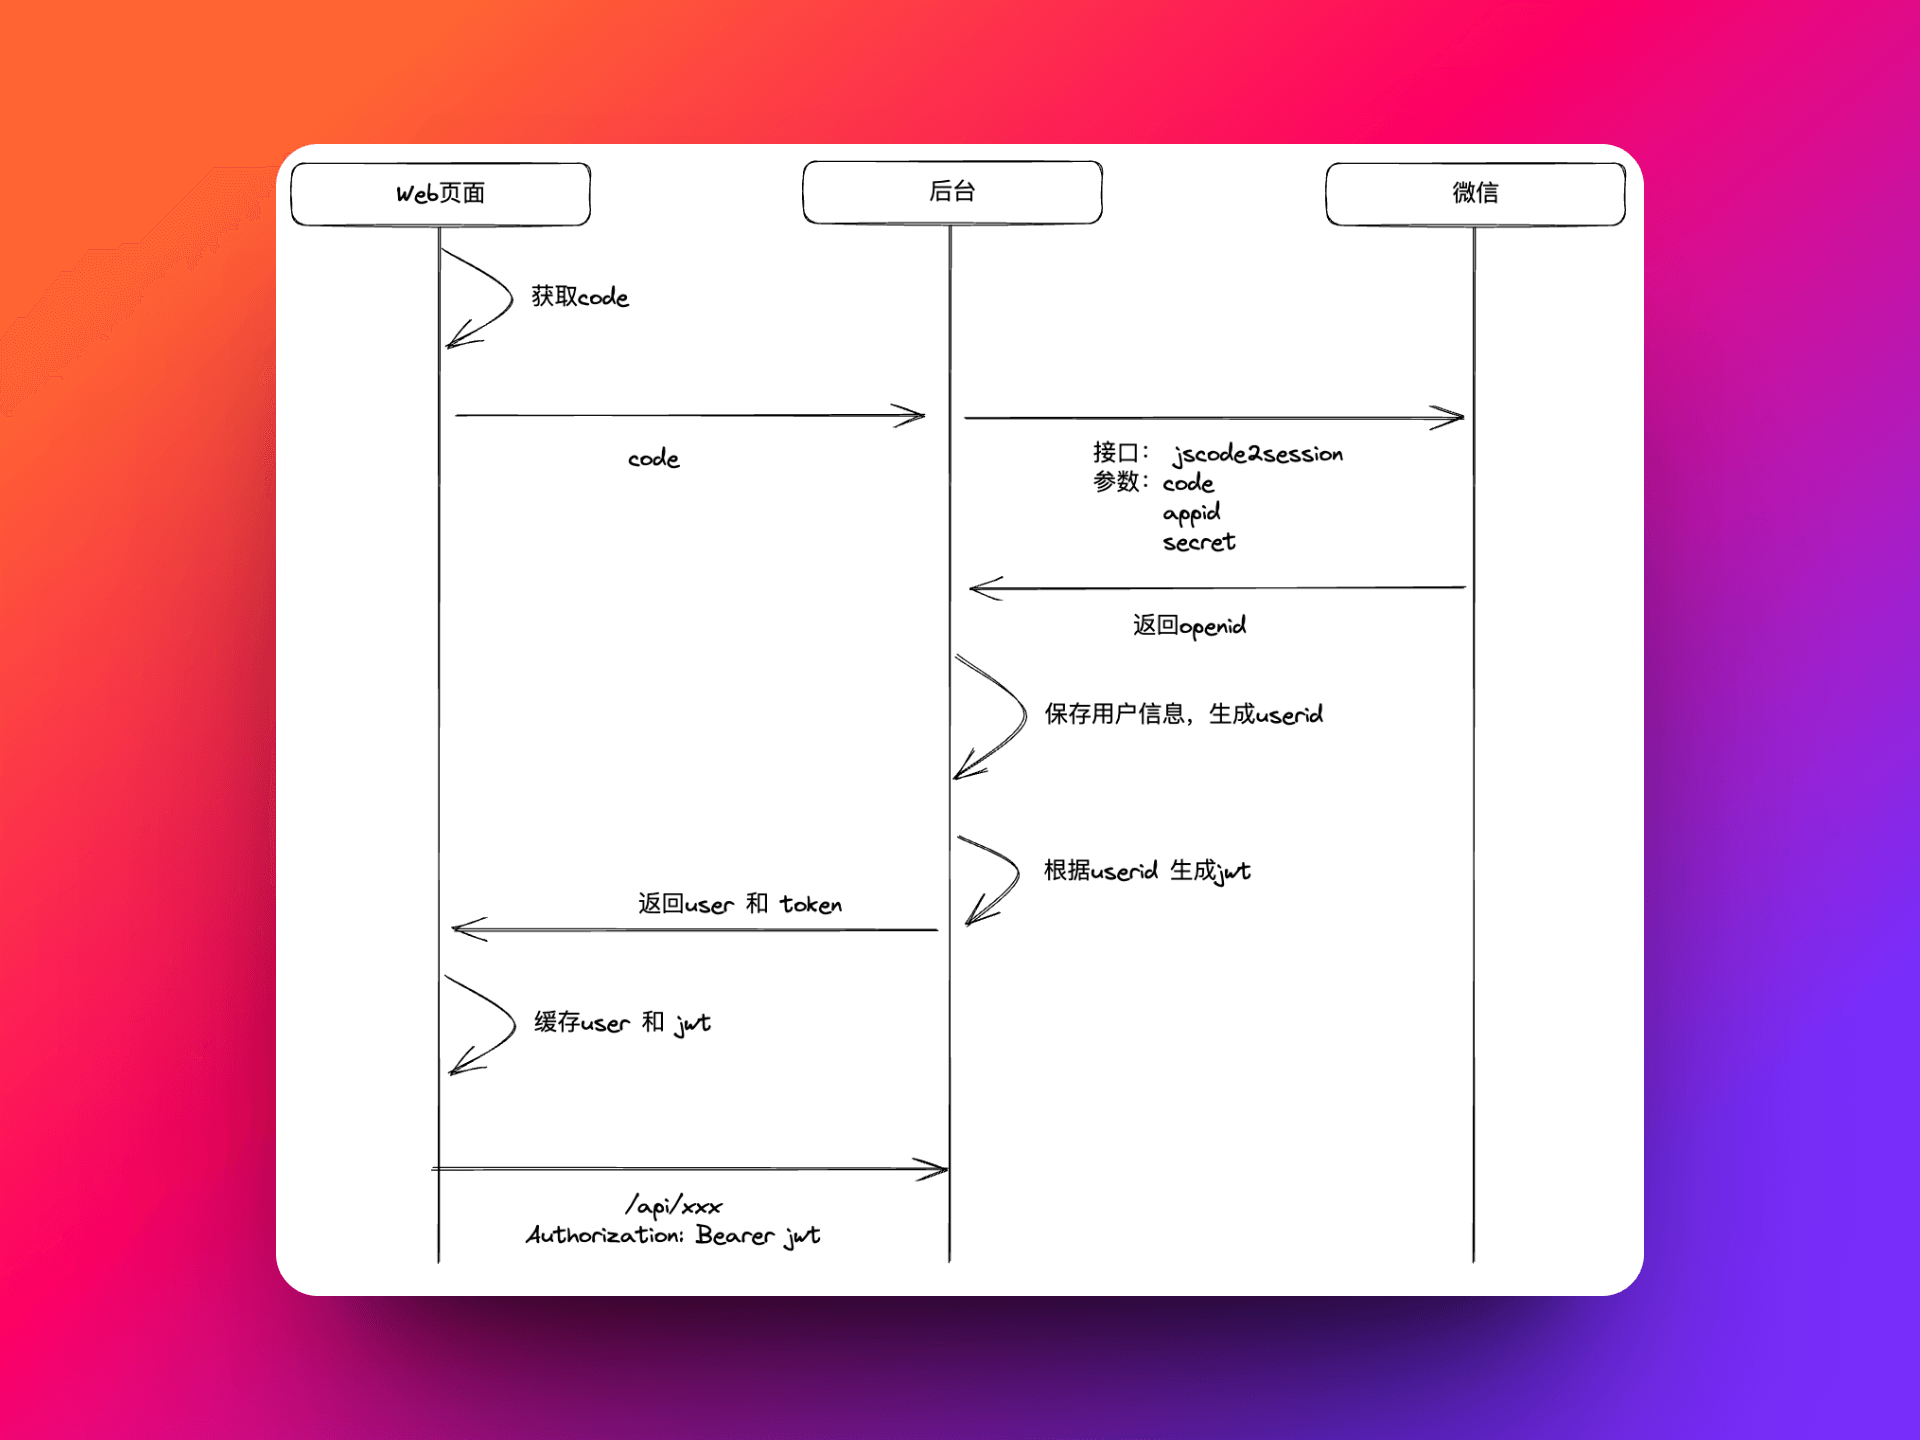 Web页面
后台
微信
获取code
code
接口： jscode2session
参数：code
appid
secret
返回openid
保存用户信息，生成userid
根据userid 生成jwt
返回user 和 token
缓存user 和 jwt
/api/xxx
Authorization: Bearer jwt